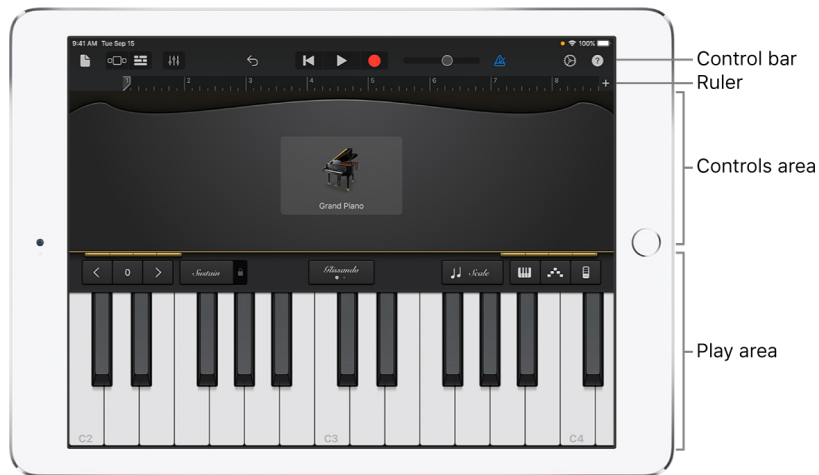 9:41 AM Tue Sep 15
100%
Control bar
Ruler
1 2 3 4 5 6 7 8
Controls area
Grand Piano
0
Sustain
Glissando
Scale
Play area
C2
C3
C4